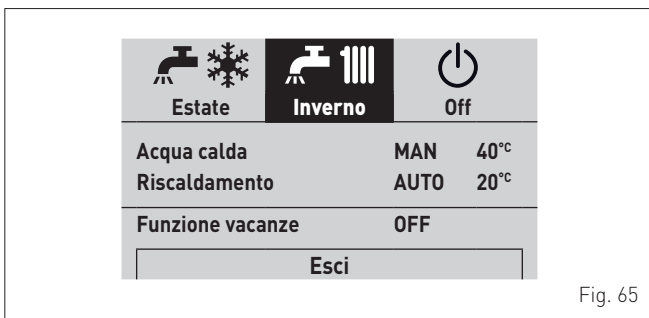 Estate Inverno Off
Acqua calda MAN 40°C
Riscaldamento AUTO 20°C
Funzione vacanze OFF
Esci
Fig. 65